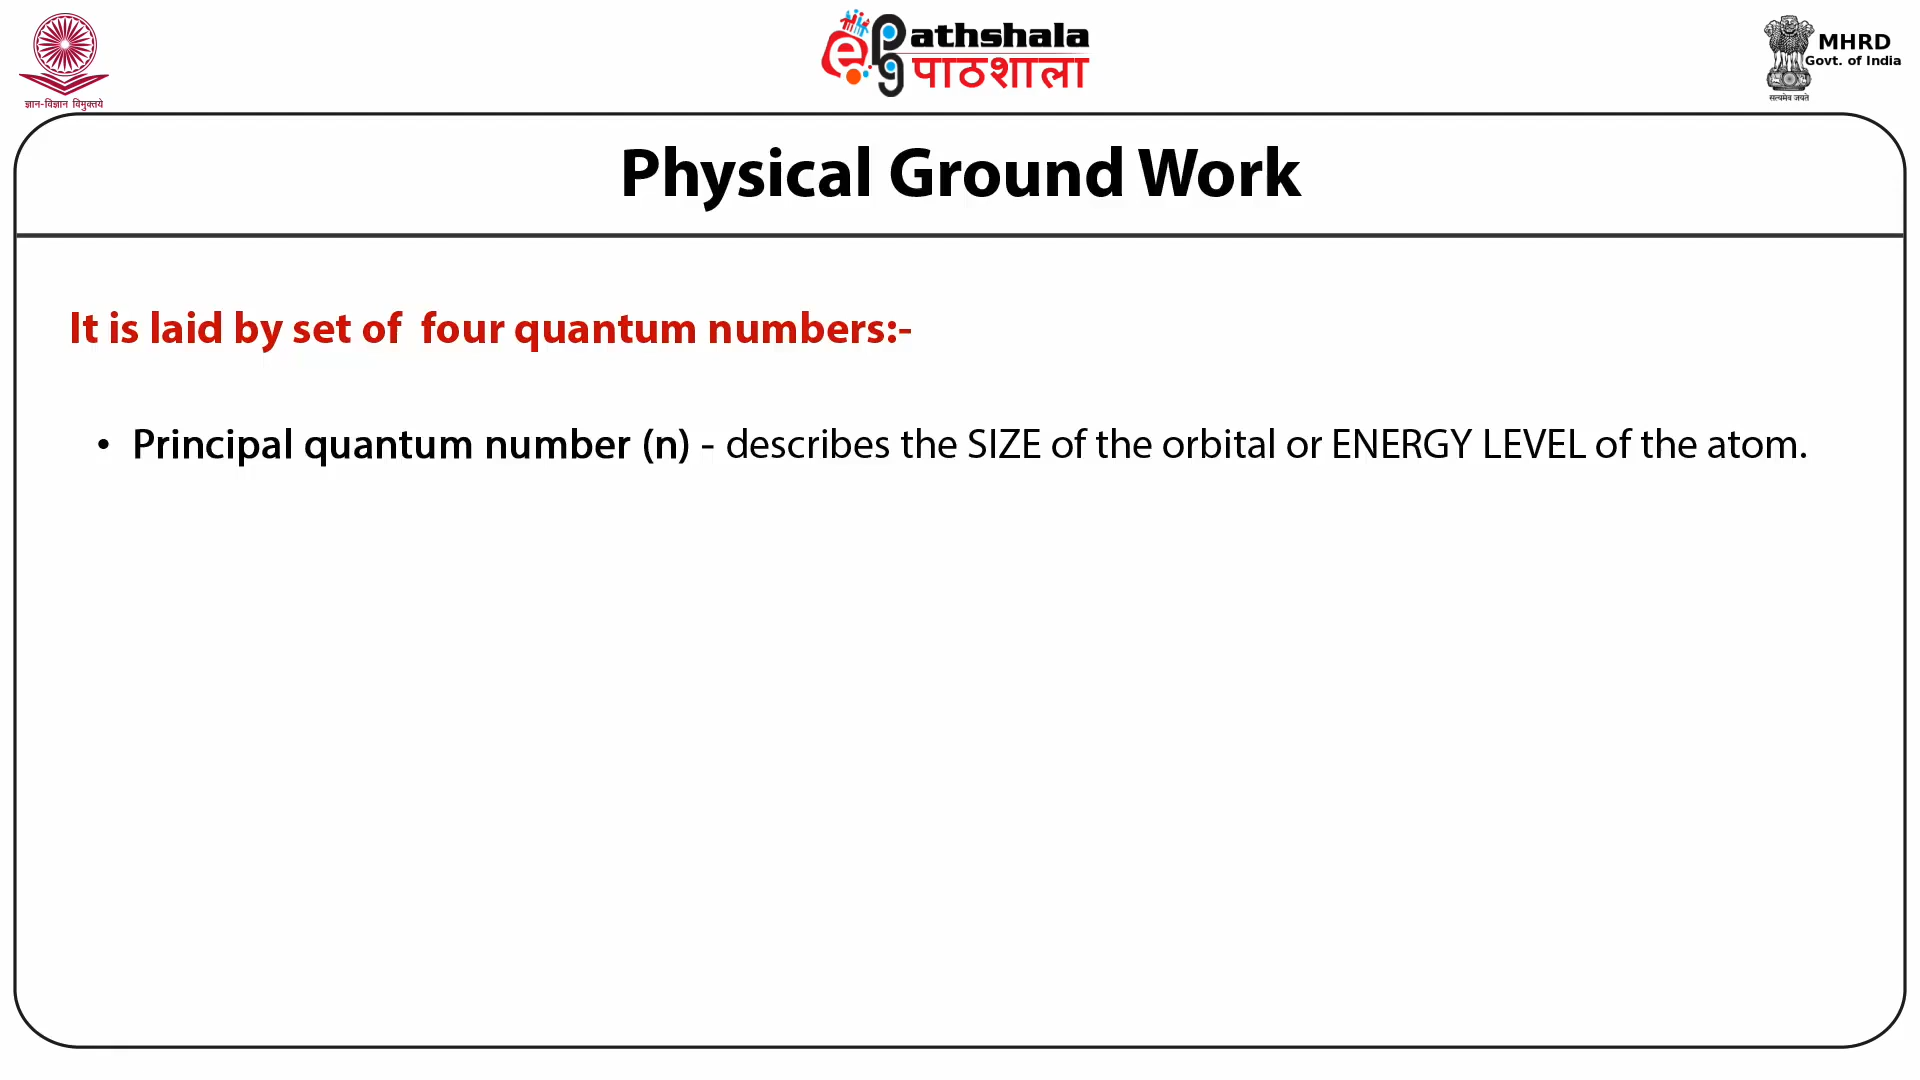 ज्ञान-विज्ञान विमुक्तये
epg Pathshala
पाठशाला
MHRD
Govt. of India
सत्यमेव जयते
Physical Ground Work
It is laid by set of four quantum numbers:-
• Principal quantum number (n) - describes the SIZE of the orbital or ENERGY LEVEL of the atom.